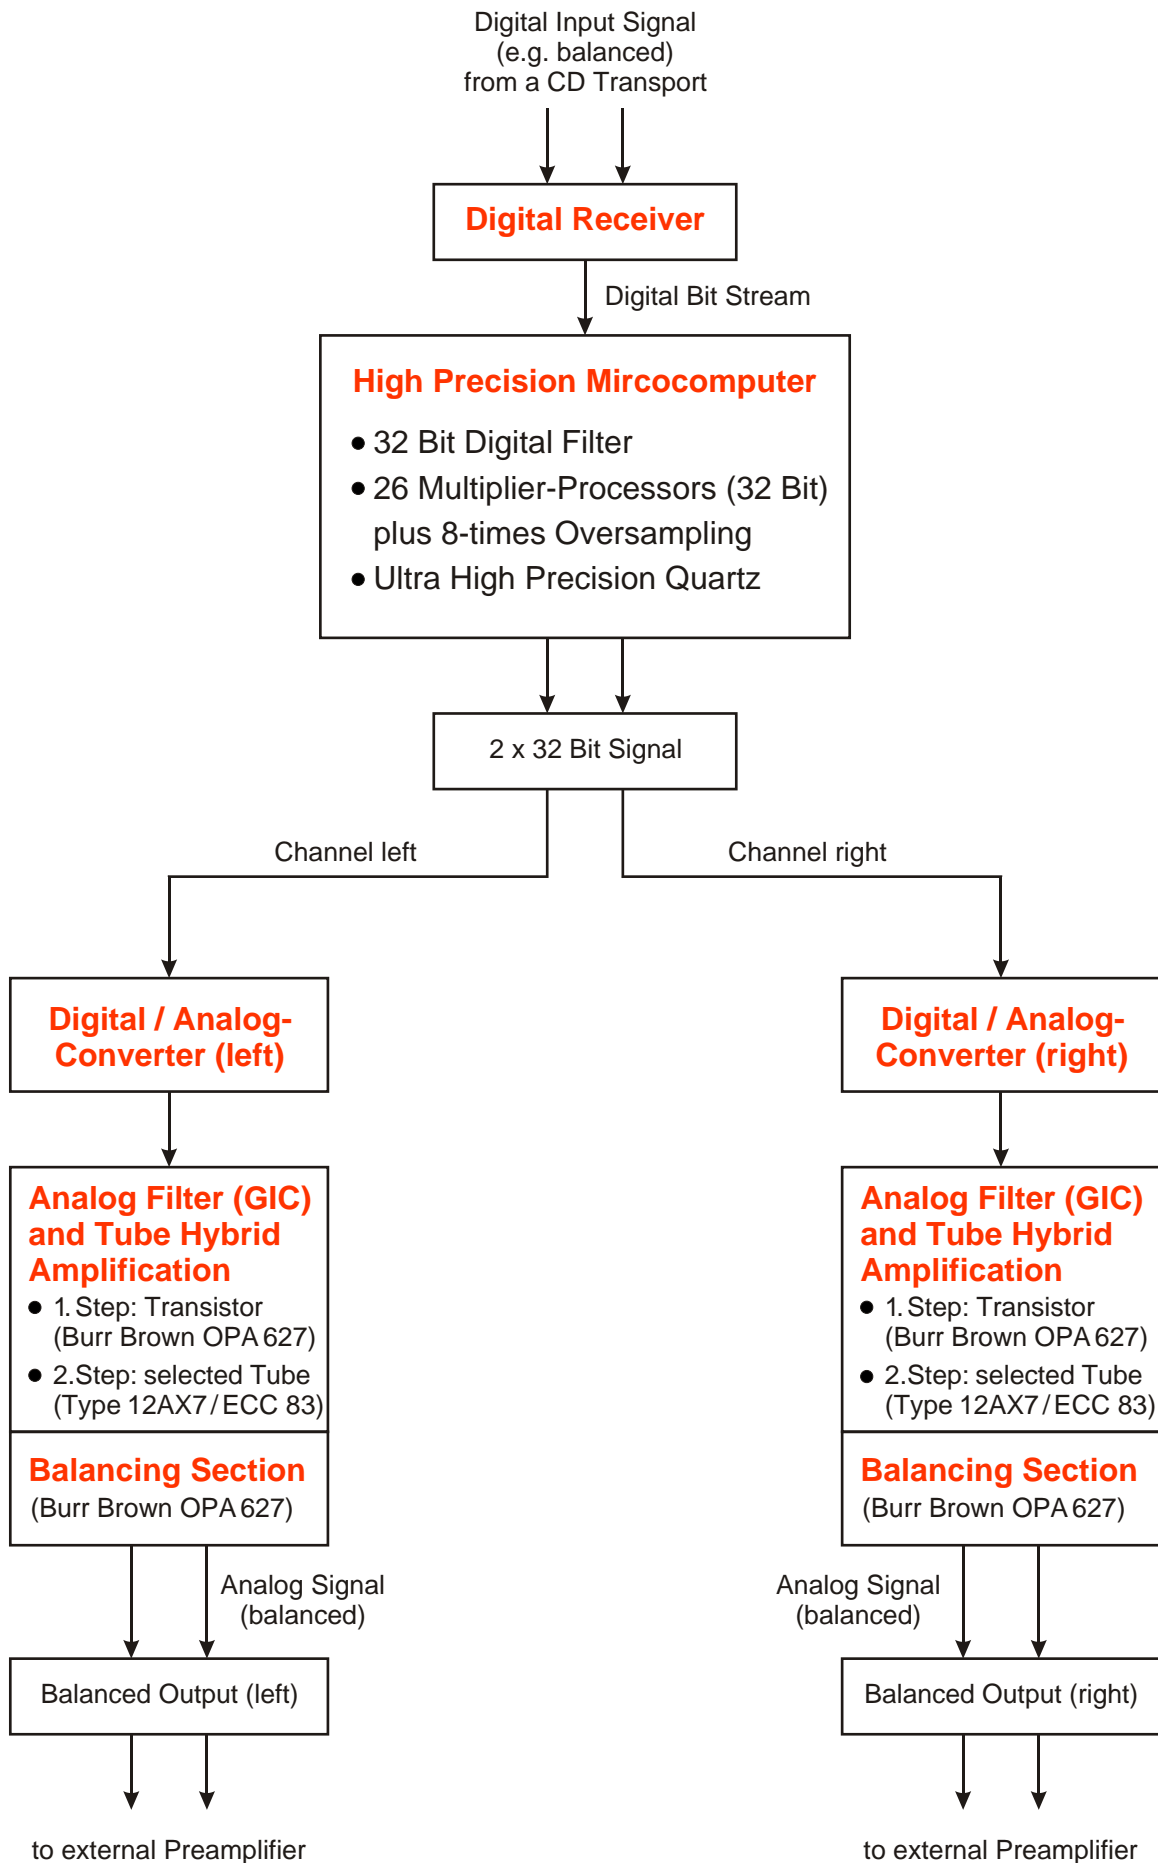 Digital Input Signal
(e.g. balanced)
from a CD Transport
Digital Receiver
Digital Bit Stream
High Precision Mircocomputer
● 32 Bit Digital Filter
● 26 Multiplier-Processors (32 Bit)
plus 8-times Oversampling
● Ultra High Precision Quartz
2 x 32 Bit Signal
Channel left
Channel right
Digital / Analog-
Converter (left)
Digital / Analog-
Converter (right)
Analog Filter (GIC)
and Tube Hybrid
Amplification
● 1. Step: Transistor
(Burr Brown OPA 627)
● 2.Step: selected Tube
(Type 12AX7 / ECC 83)
Balancing Section
(Burr Brown OPA 627)
Analog Filter (GIC)
and Tube Hybrid
Amplification
● 1. Step: Transistor
(Burr Brown OPA 627)
● 2.Step: selected Tube
(Type 12AX7 / ECC 83)
Balancing Section
(Burr Brown OPA 627)
Analog Signal
(balanced)
Analog Signal
(balanced)
Balanced Output (left)
Balanced Output (right)
to external Preamplifier
to external Preamplifier